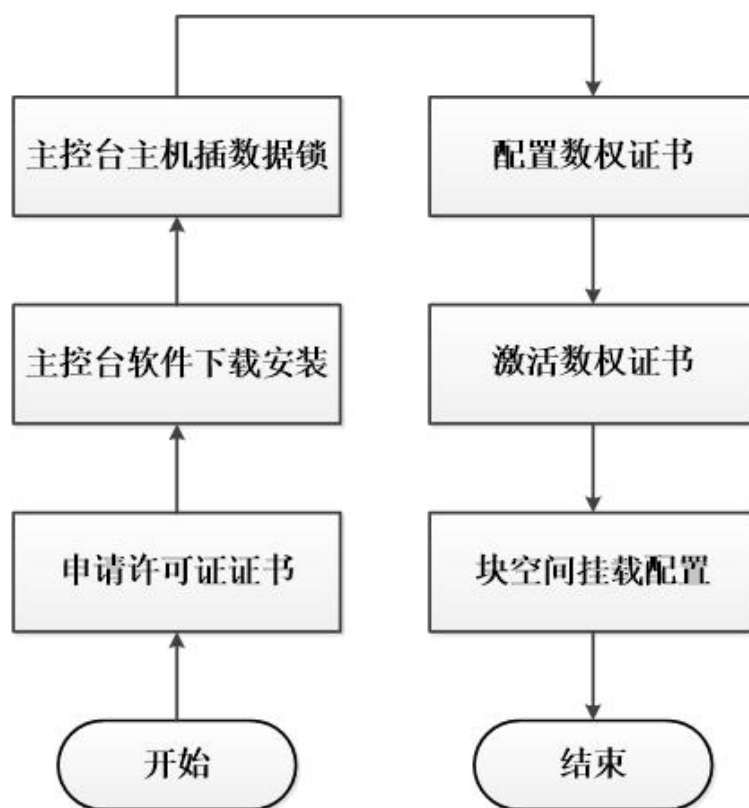 主控台主机插数据锁
配置数权证书
主控台软件下载安装
激活数权证书
申请许可证证书
块空间挂载配置
开始
结束